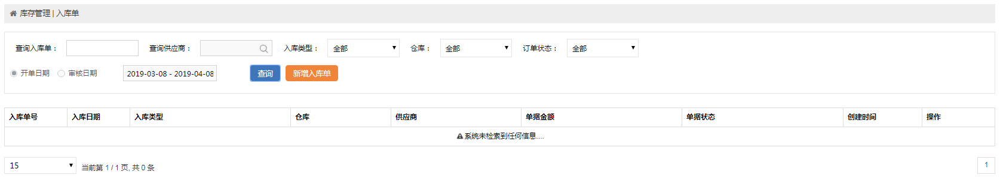 库存管理 | 入库单
查询入库单： 查询供应商： 入库类型： 全部 仓库： 全部 订单状态： 全部
开单日期 审核日期 2019-03-08 - 2019-04-08 查询 新增入库单
入库单号 入库日期 入库类型 仓库 供应商 单据金额 单据状态 创建时间 操作
系统未检索到任何信息....
15 当前第 1 / 1 页, 共 0 条 1